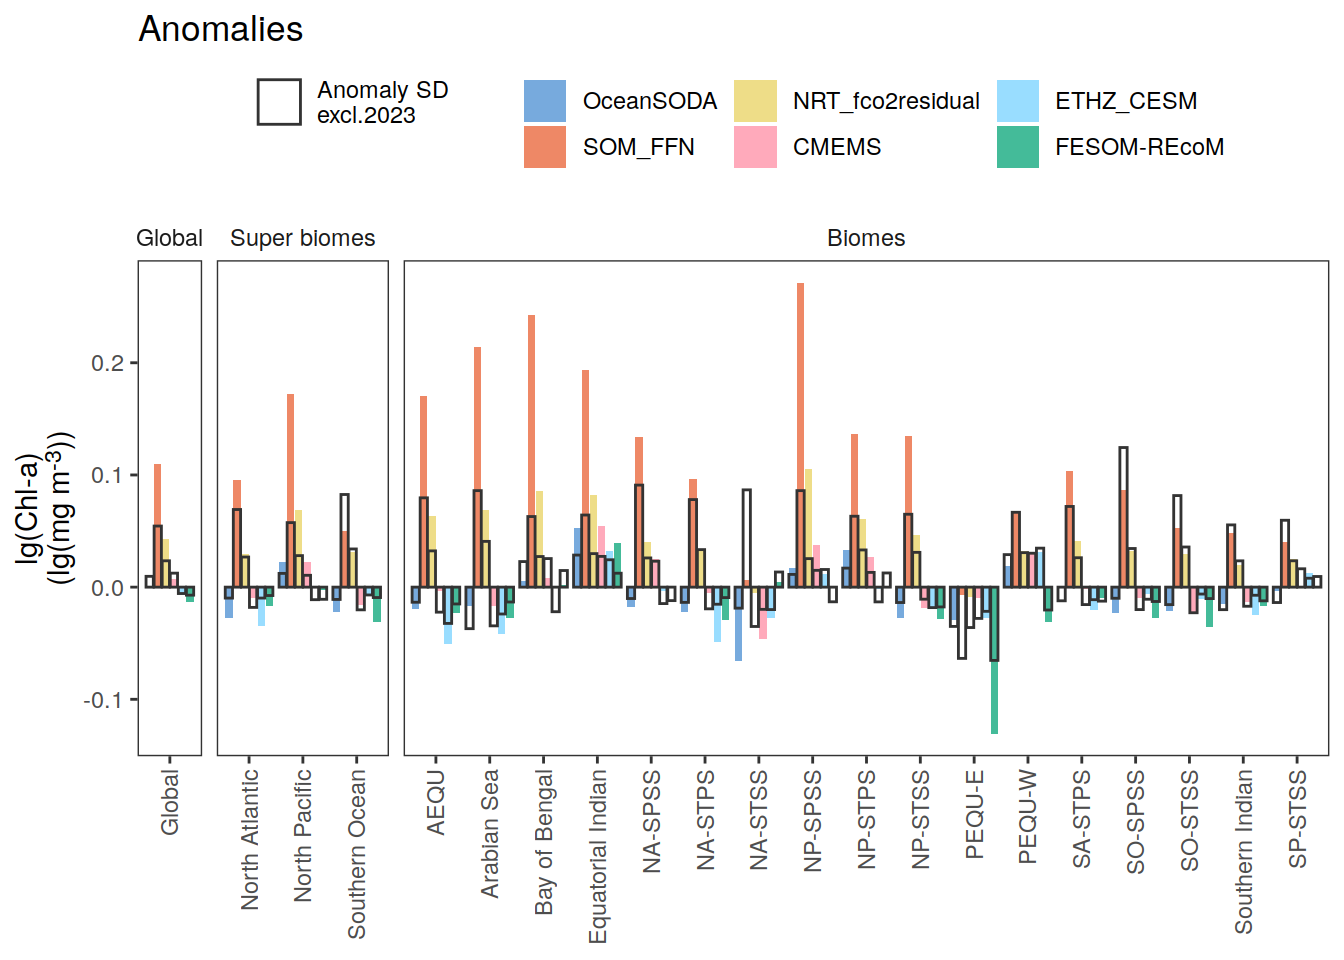 Anomalies
Anomaly SD
excl.2023
OceanSODA
NRT_fco2residual
ETHZ_CESM
SOM_FFN
CMEMS
FESOM-REcoM
Global
Super biomes
Biomes
lg(Chl-a)
(lg(mg m⁻³))
0.2
0.1
0.0
-0.1
Global
North Atlantic
North Pacific
Southern Ocean
AEQU
Arabian Sea
Bay of Bengal
Equatorial Indian
NA-SPSS
NA-STPS
NA-STSS
NP-SPSS
NP-STPS
NP-STSS
PEQU-E
PEQU-W
SA-STPS
SO-SPSS
SO-STSS
Southern Indian
SP-STSS